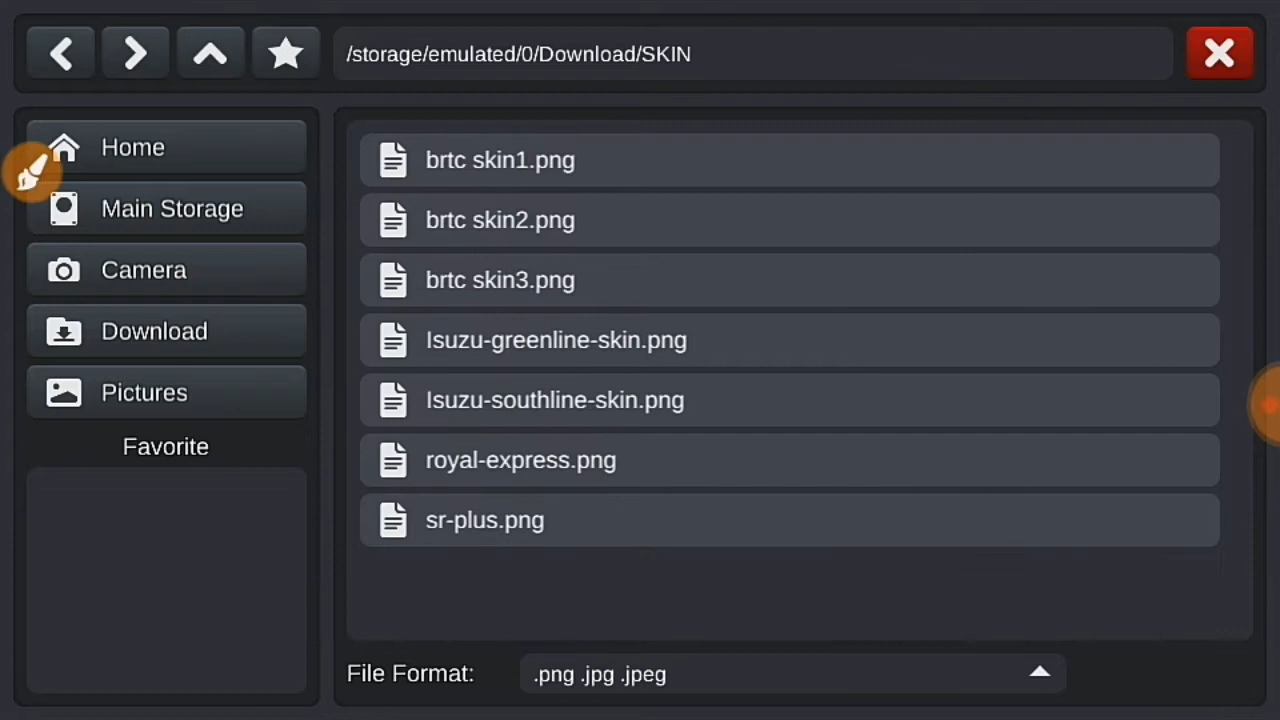 /storage/emulated/0/Download/SKIN
Home
Main Storage
Camera
Download
Pictures
Favorite
brtc skin1.png
brtc skin2.png
brtc skin3.png
Isuzu-greenline-skin.png
Isuzu-southline-skin.png
royal-express.png
sr-plus.png
File Format: .png .jpg .jpeg